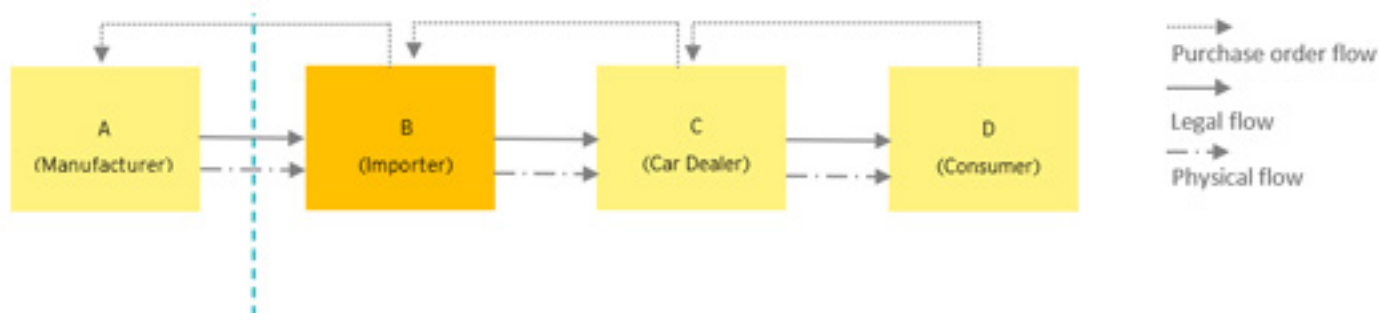 A
(Manufacturer)
B
(Importer)
C
(Car Dealer)
D
(Consumer)
Purchase order flow
Legal flow
Physical flow